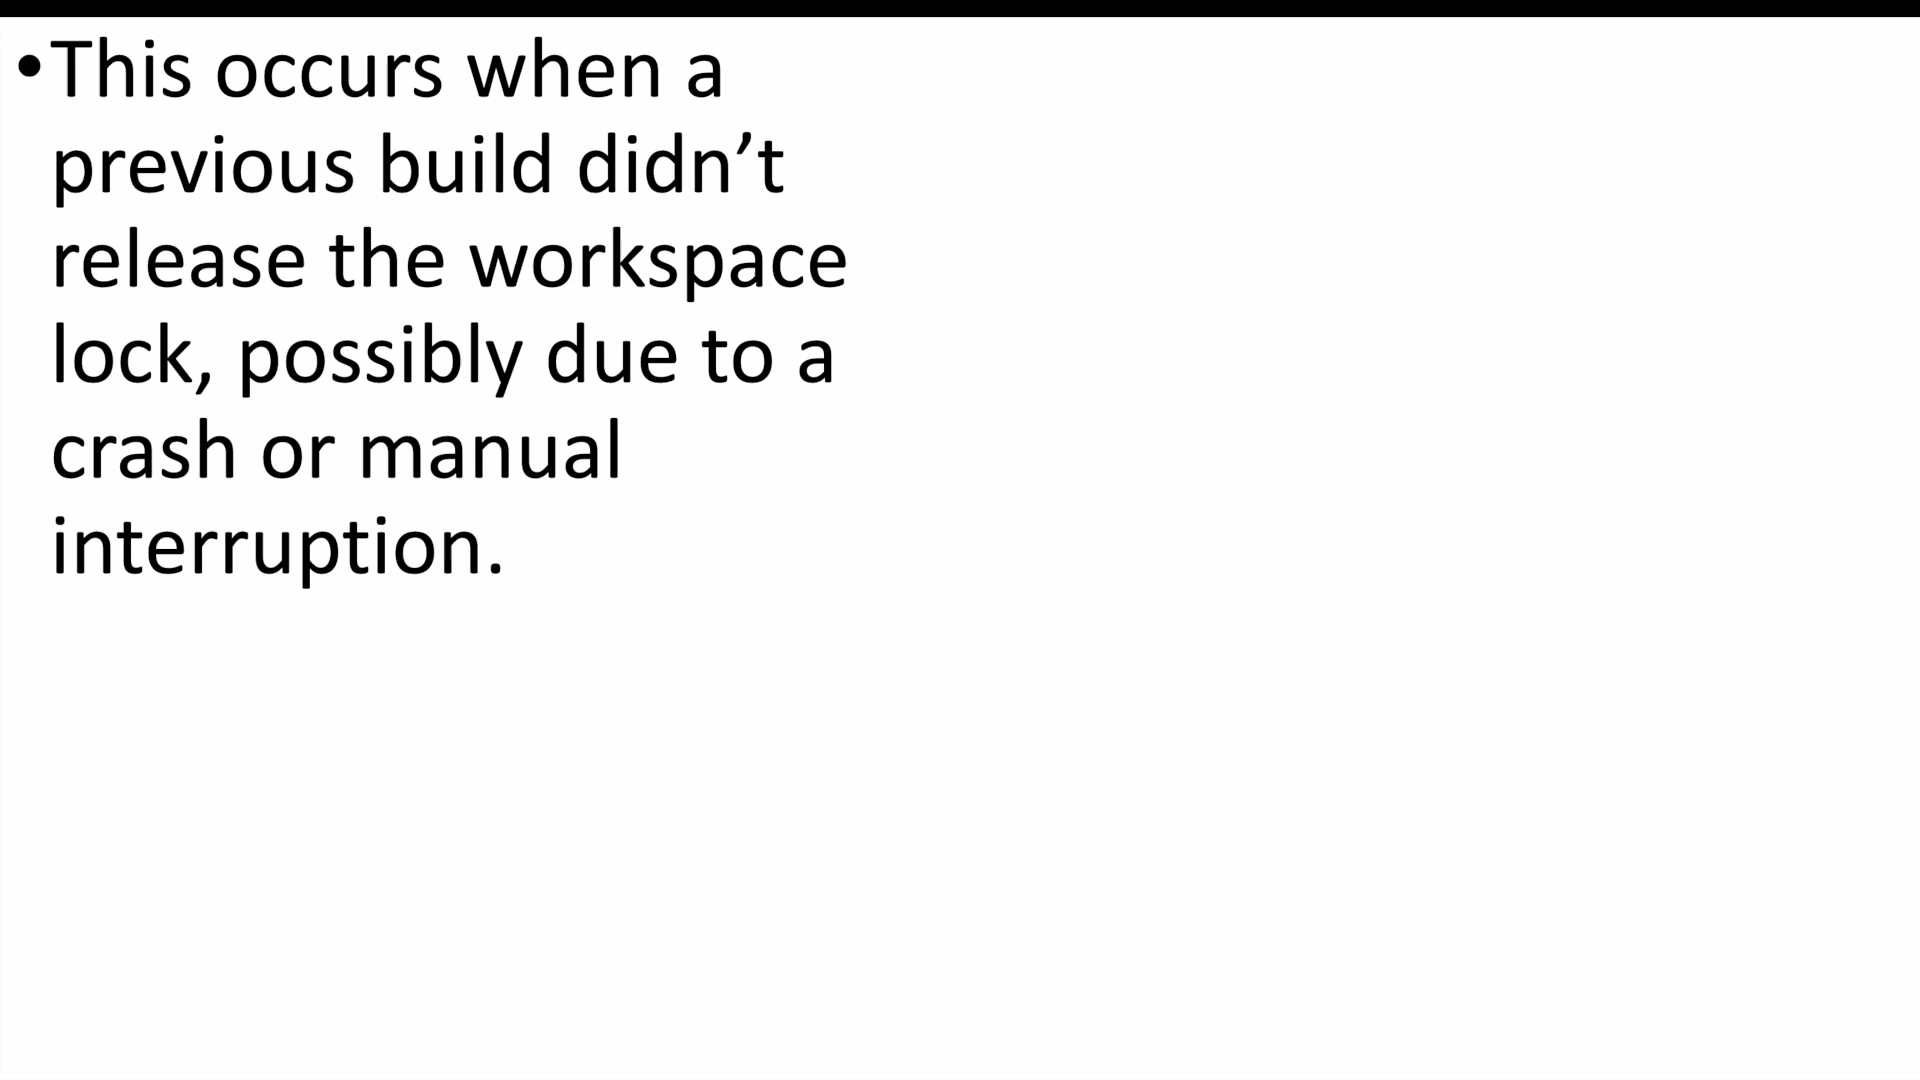 •This occurs when a
previous build didn’t
release the workspace
lock, possibly due to a
crash or manual
interruption.